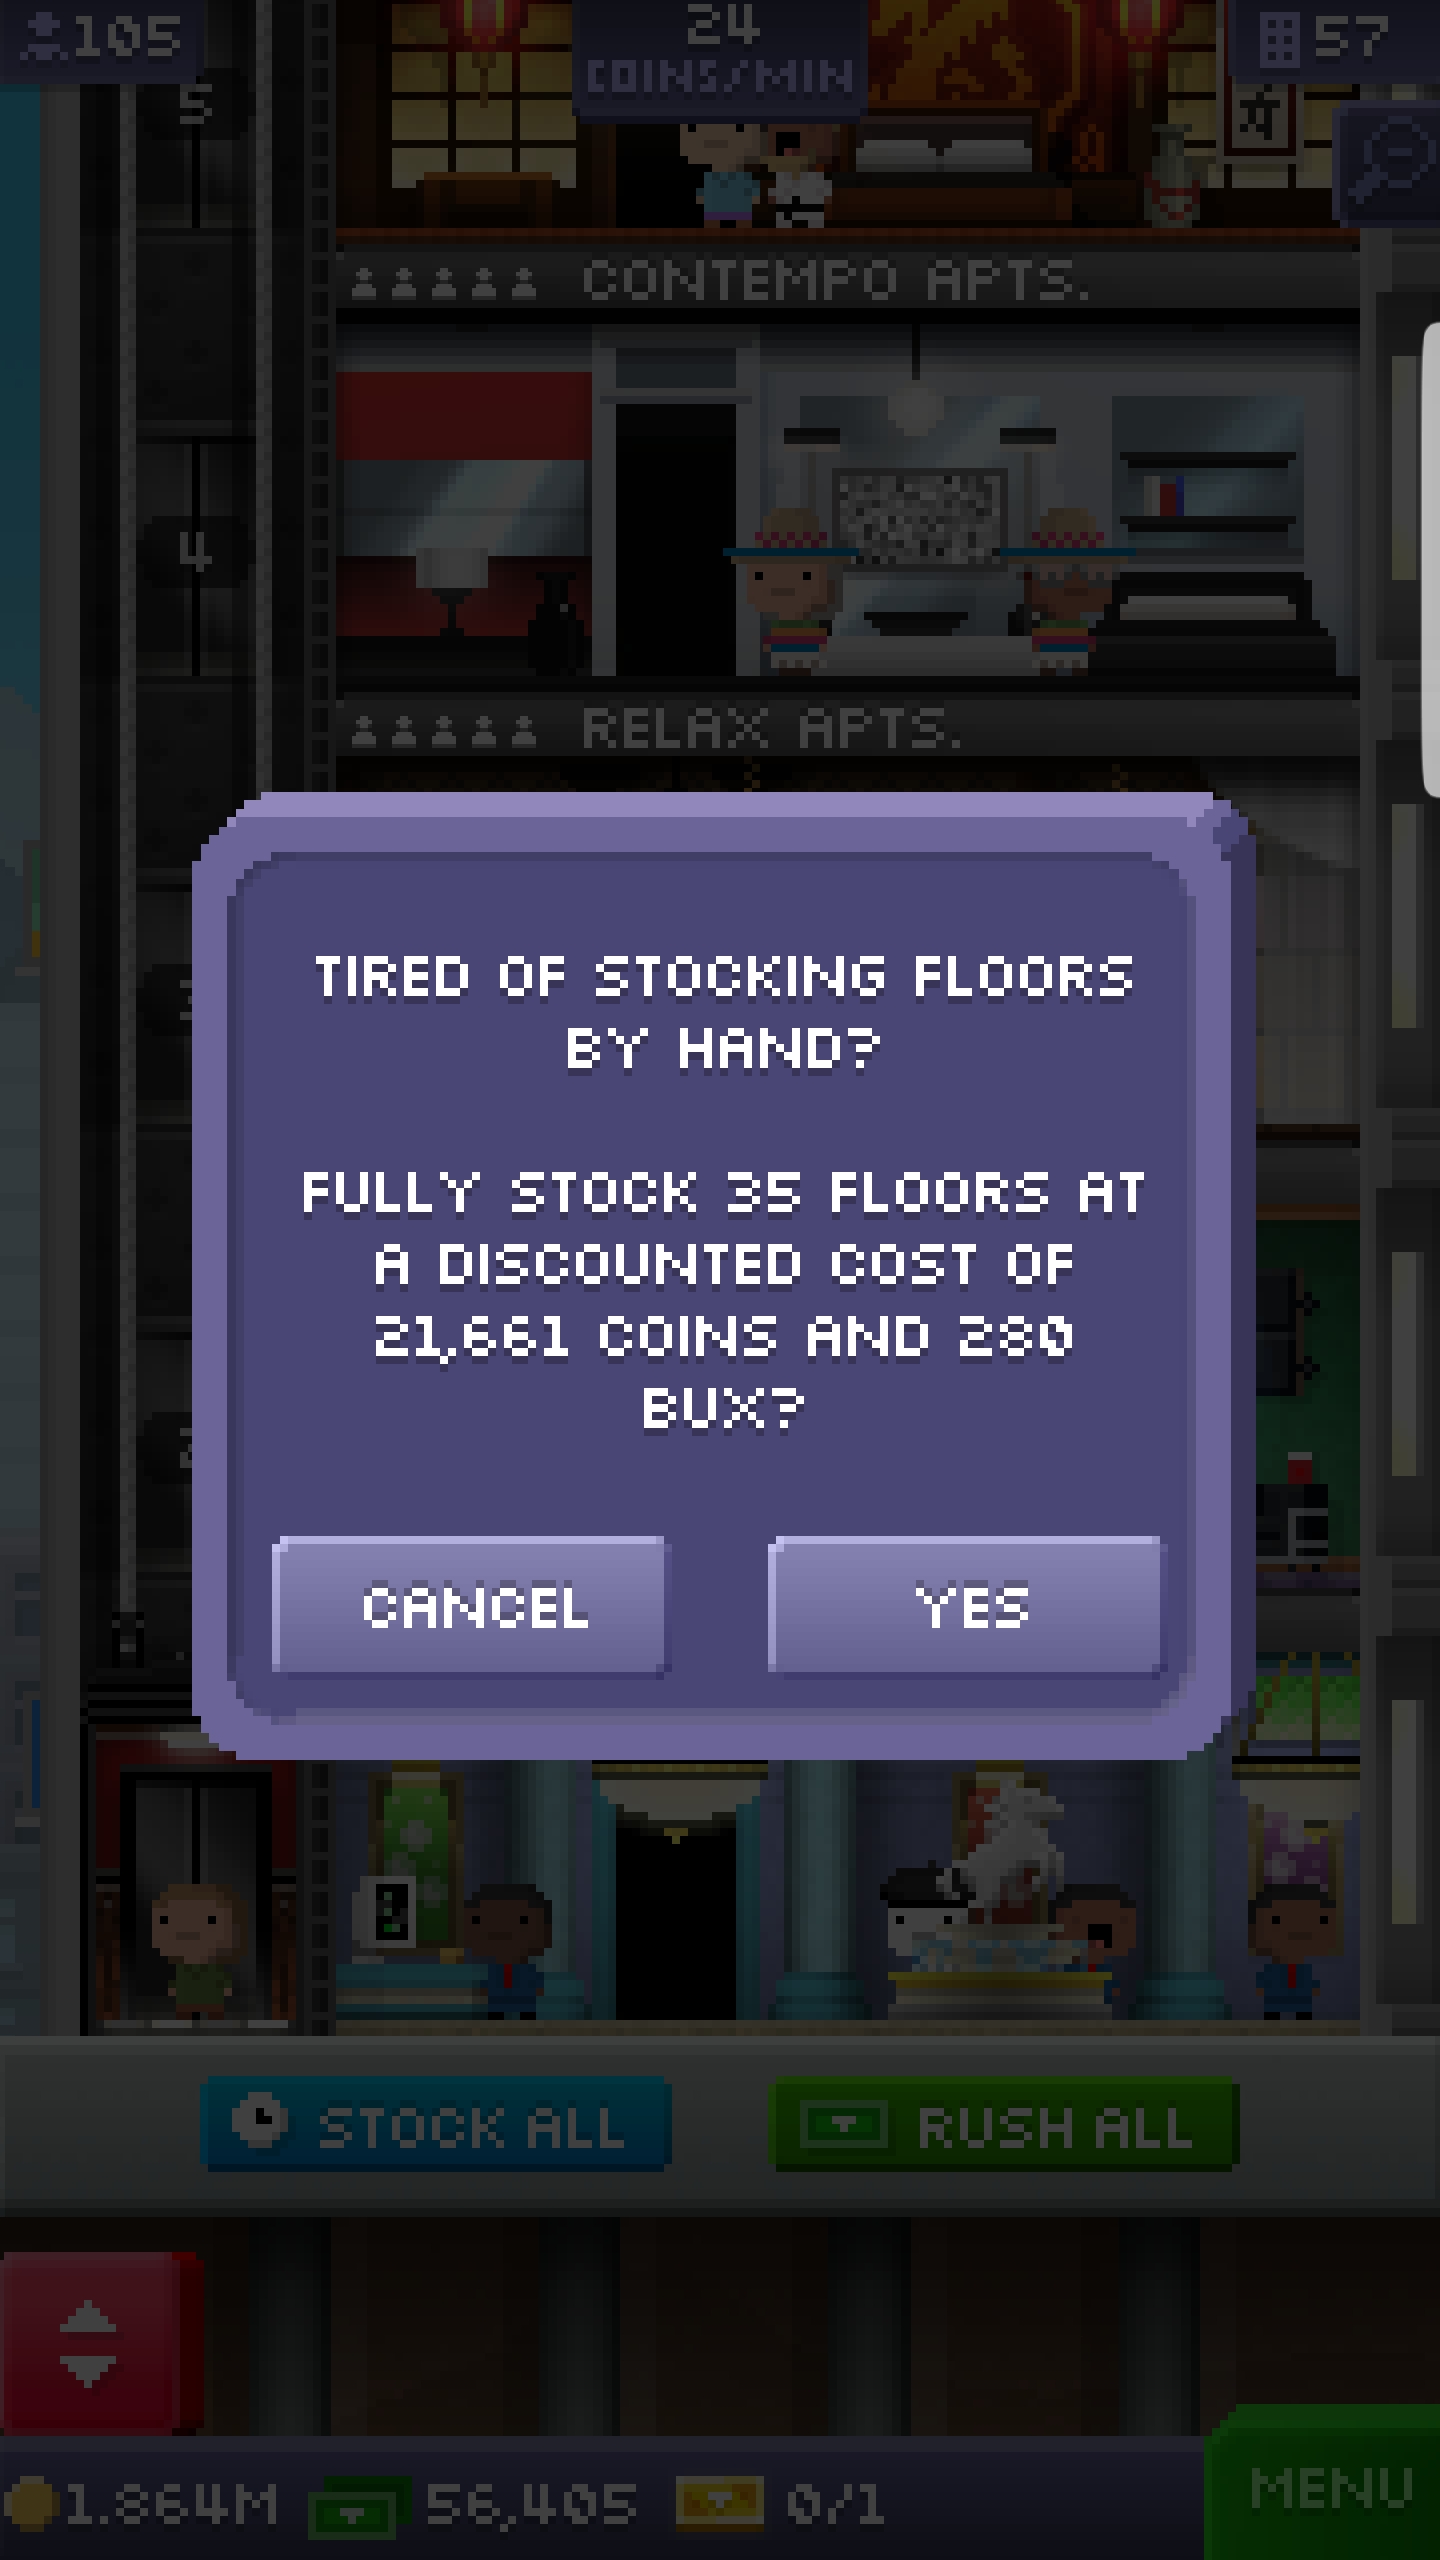 105
24
COINS/MIN
57
5
CONTEMPO APTS.
4
RELAX APTS.
TIRED OF STOCKING FLOORS
BY HAND?
FULLY STOCK 35 FLOORS AT
A DISCOUNTED COST OF
21,661 COINS AND 280
BUX?
CANCEL
YES
STOCK ALL
RUSH ALL
1.864M
56,405
0/1
MENU